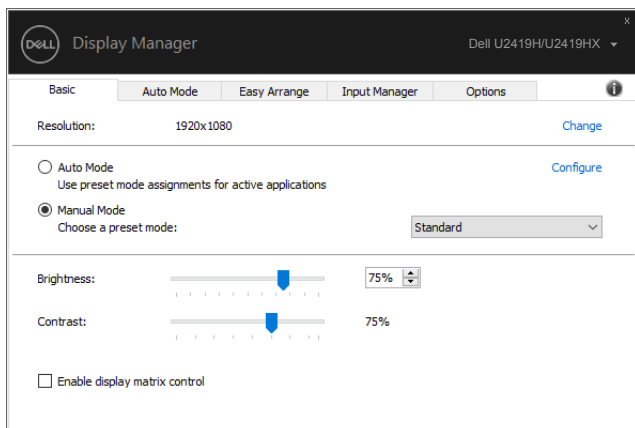 x
DELL Display Manager Dell U2419H/U2419HX
Basic Auto Mode Easy Arrange Input Manager Options i
Resolution: 1920x1080 Change
Auto Mode Configure
Use preset mode assignments for active applications
Manual Mode
Choose a preset mode: Standard
Brightness: 75%
Contrast: 75%
Enable display matrix control